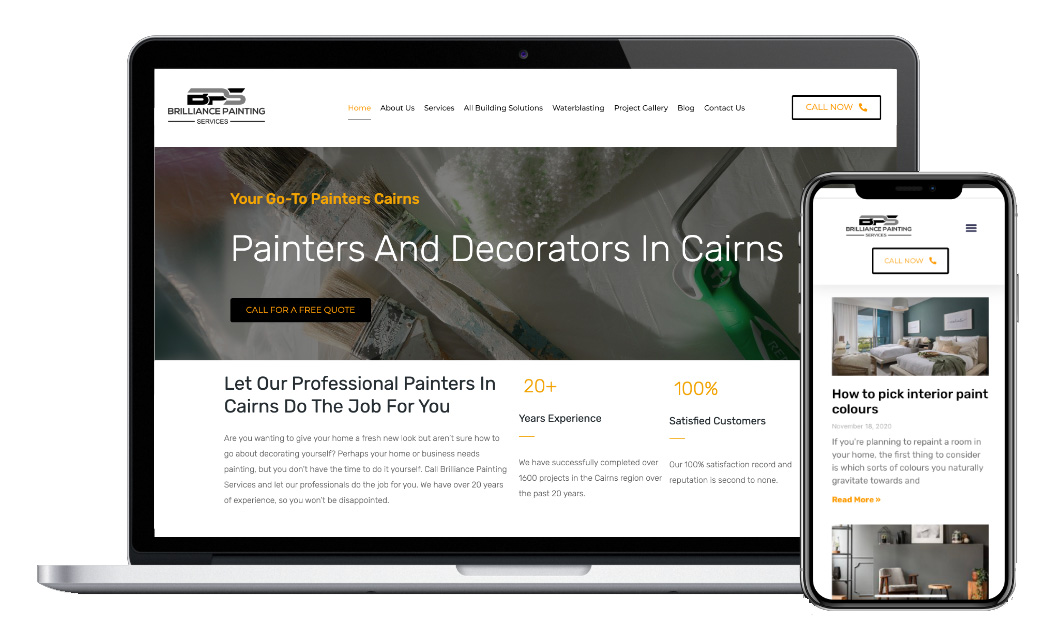 BPS
BRILLIANCE PAINTING
SERVICES
Home About Us Services All Building Solutions Waterblasting Project Gallery Blog Contact Us
CALL NOW
Your Go-To Painters Cairns
Painters And Decorators In Cairns
CALL FOR A FREE QUOTE
Let Our Professional Painters In
Cairns Do The Job For You
Are you wanting to give your home a fresh new look but aren't sure how to
go about decorating yourself? Perhaps your home or business needs
painting, but you don't have the time to do it yourself. Call Brilliance Painting
Services and let our professionals do the job for you. We have over 20 years
of experience, so you won't be disappointed.
20+
Years Experience
We have successfully completed over
1600 projects in the Cairns region over
the past 20 years.
100%
Satisfied Customers
Our 100% satisfaction record and
reputation is second to none.
BPS
BRILLIANCE PAINTING
SERVICES
CALL NOW
How to pick interior paint
colours
November 18, 2020
If you're planning to repaint a room in
your home, the first thing to consider
is which sorts of colours you naturally
gravitate towards and
Read More »